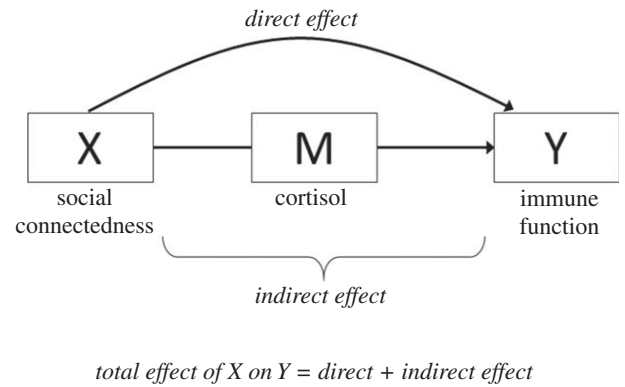 direct effect
X
M
Y
social
connectedness
cortisol
immune
function
indirect effect
total effect of X on Y = direct + indirect effect